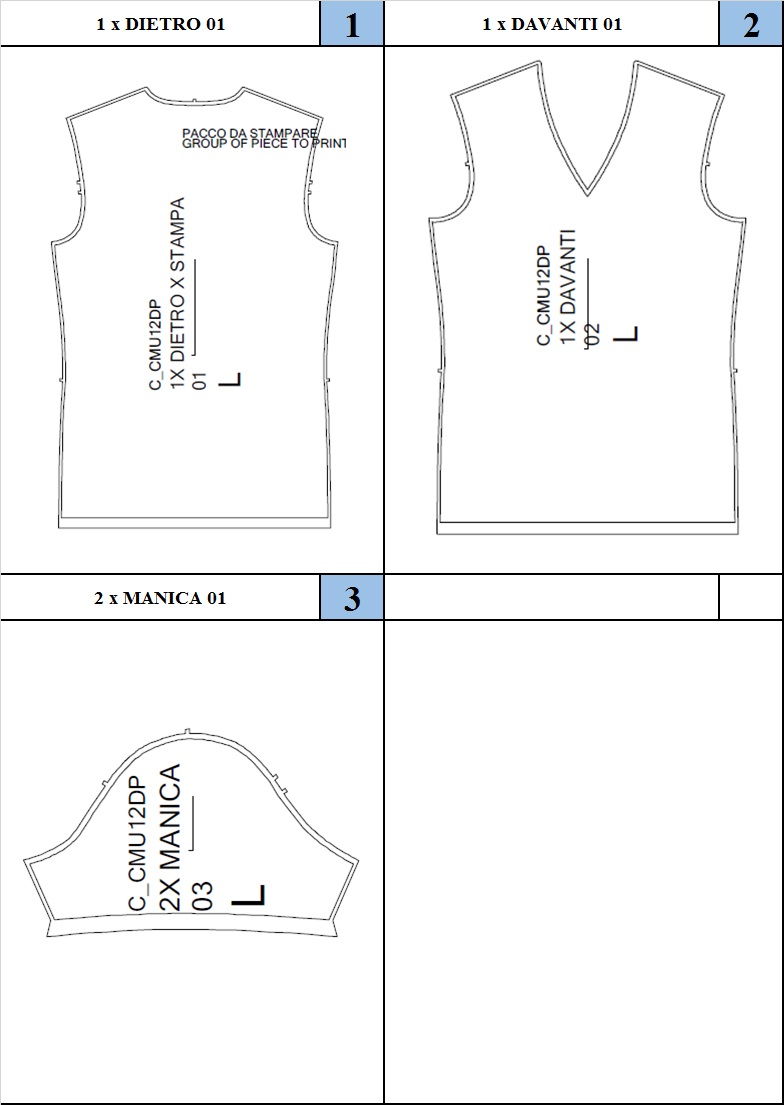 1 x DIETRO 01
1
1 x DAVANTI 01
2
PACCO DA STAMPARE
GROUP OF PIECE TO PRINT
C_CMU12DP
1X DIETRO X STAMPA
01
L
C_CMU12DP
1X DAVANTI
02
L
2 x MANICA 01
3
C_CMU12DP
2X MANICA
03
L